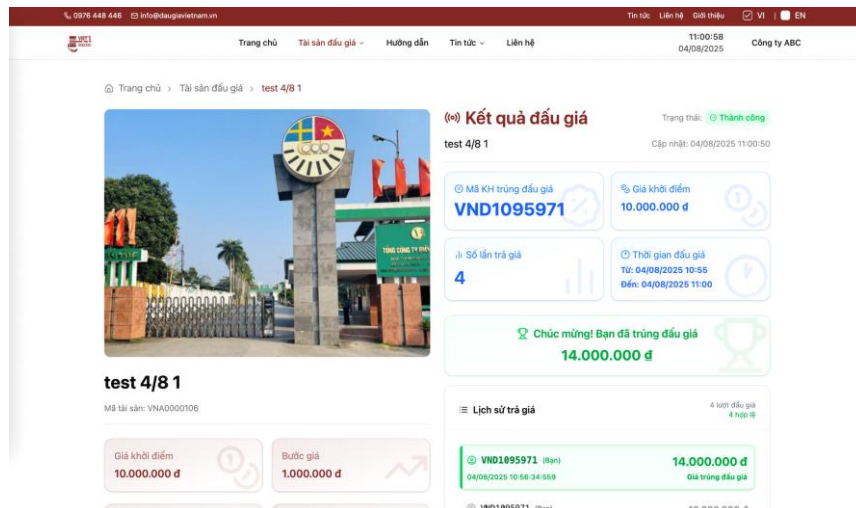 0976 448 446 info@daugiavietnam.vn Tin tức Liên hệ Giới thiệu VI | EN
Trang chủ Tài sản đấu giá Hướng dẫn Tin tức Liên hệ 11:00:58 04/08/2025 Công ty ABC
Trang chủ > Tài sản đấu giá > test 4/8 1
Kết quả đấu giá
Trạng thái: Thành công
test 4/8 1
Cập nhật: 04/08/2025 11:00:50
Mã KH trúng đấu giá
VND1095971
Giá khởi điểm
10.000.000 đ
Số lần trả giá
4
Thời gian đấu giá
Từ: 04/08/2025 10:55
Đến: 04/08/2025 11:00
Chúc mừng! Bạn đã trúng đấu giá
14.000.000 đ
test 4/8 1
Mã tài sản: VNA0000106
Giá khởi điểm
10.000.000 đ
Bước giá
1.000.000 đ
Lịch sử trả giá
4 lượt đấu giá
4 hợp lệ
VND1095971 (Bạn)
14.000.000 đ
04/08/2025 10:56:34:559
Giá trúng đấu giá
VND1095971 (Bạn)